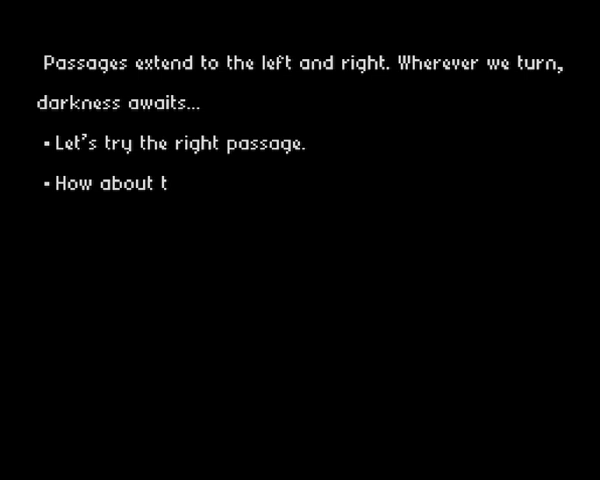 Passages extend to the left and right. Wherever we turn,
darkness awaits...
▪ Let's try the right passage.
▪ How about t